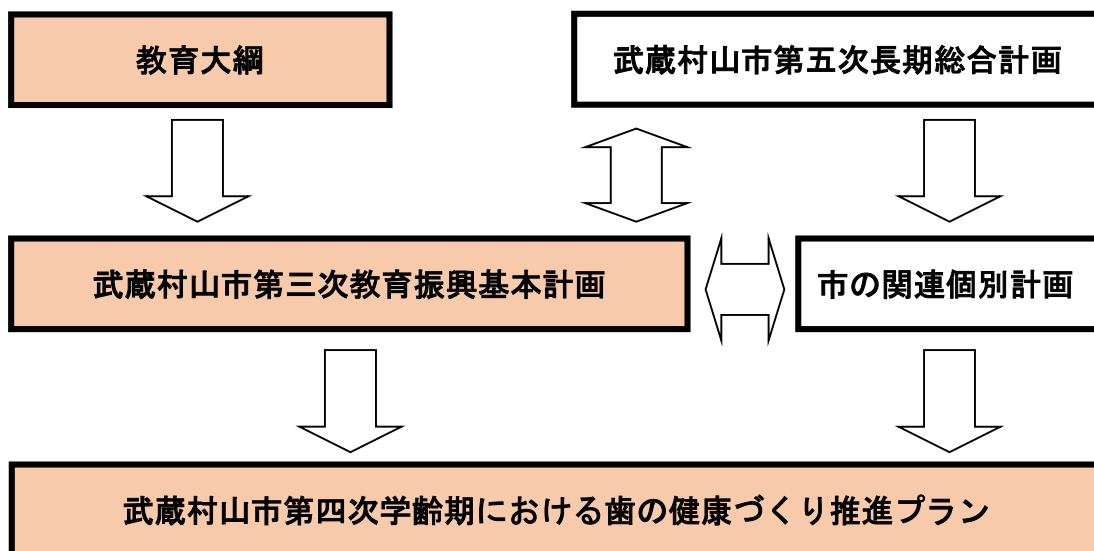 教育大綱
武蔵村山市第五次長期総合計画
武蔵村山市第三次教育振興基本計画
市の関連個別計画
武蔵村山市第四次学齢期における歯の健康づくり推進プラン